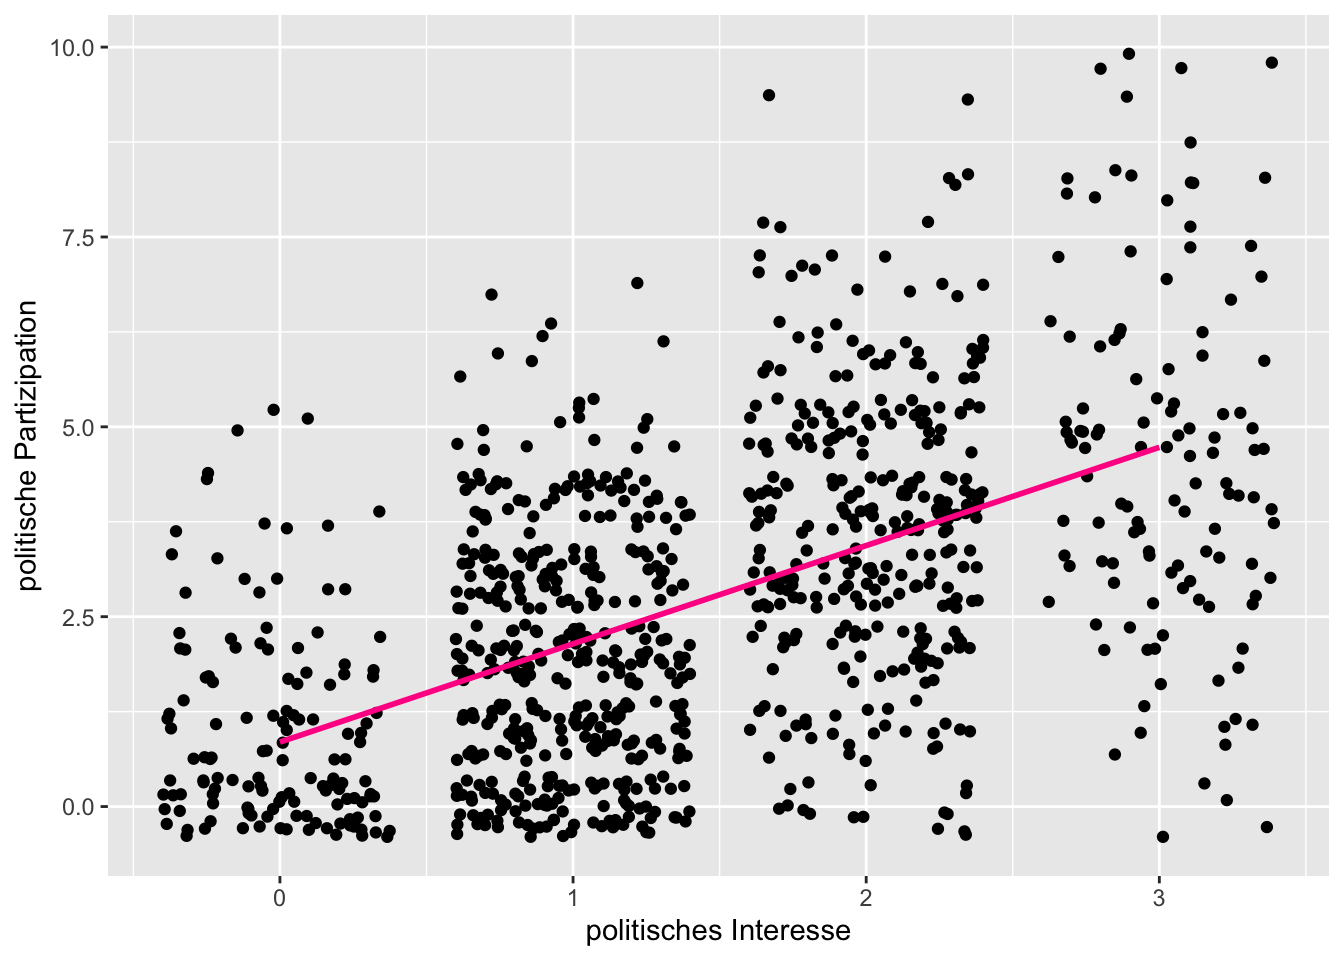 10.0
7.5
5.0
2.5
0.0
politische Partizipation
0 1 2 3
politisches Interesse